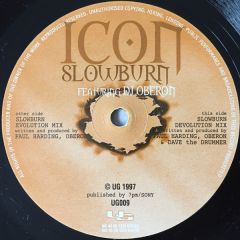 ICON
SLOWBURN
FEATURING DJ OBERON
other side
SLOWBURN
EVOLUTION MIX
written and produced by
PAUL HARDING, OBERON
this side
SLOWBURN
DEVOLUTION MIX
written and produced by
PAUL HARDING, OBERON
& DAVE the DRUMMER
© UG 1997
published by 7pm/SONY
UG009